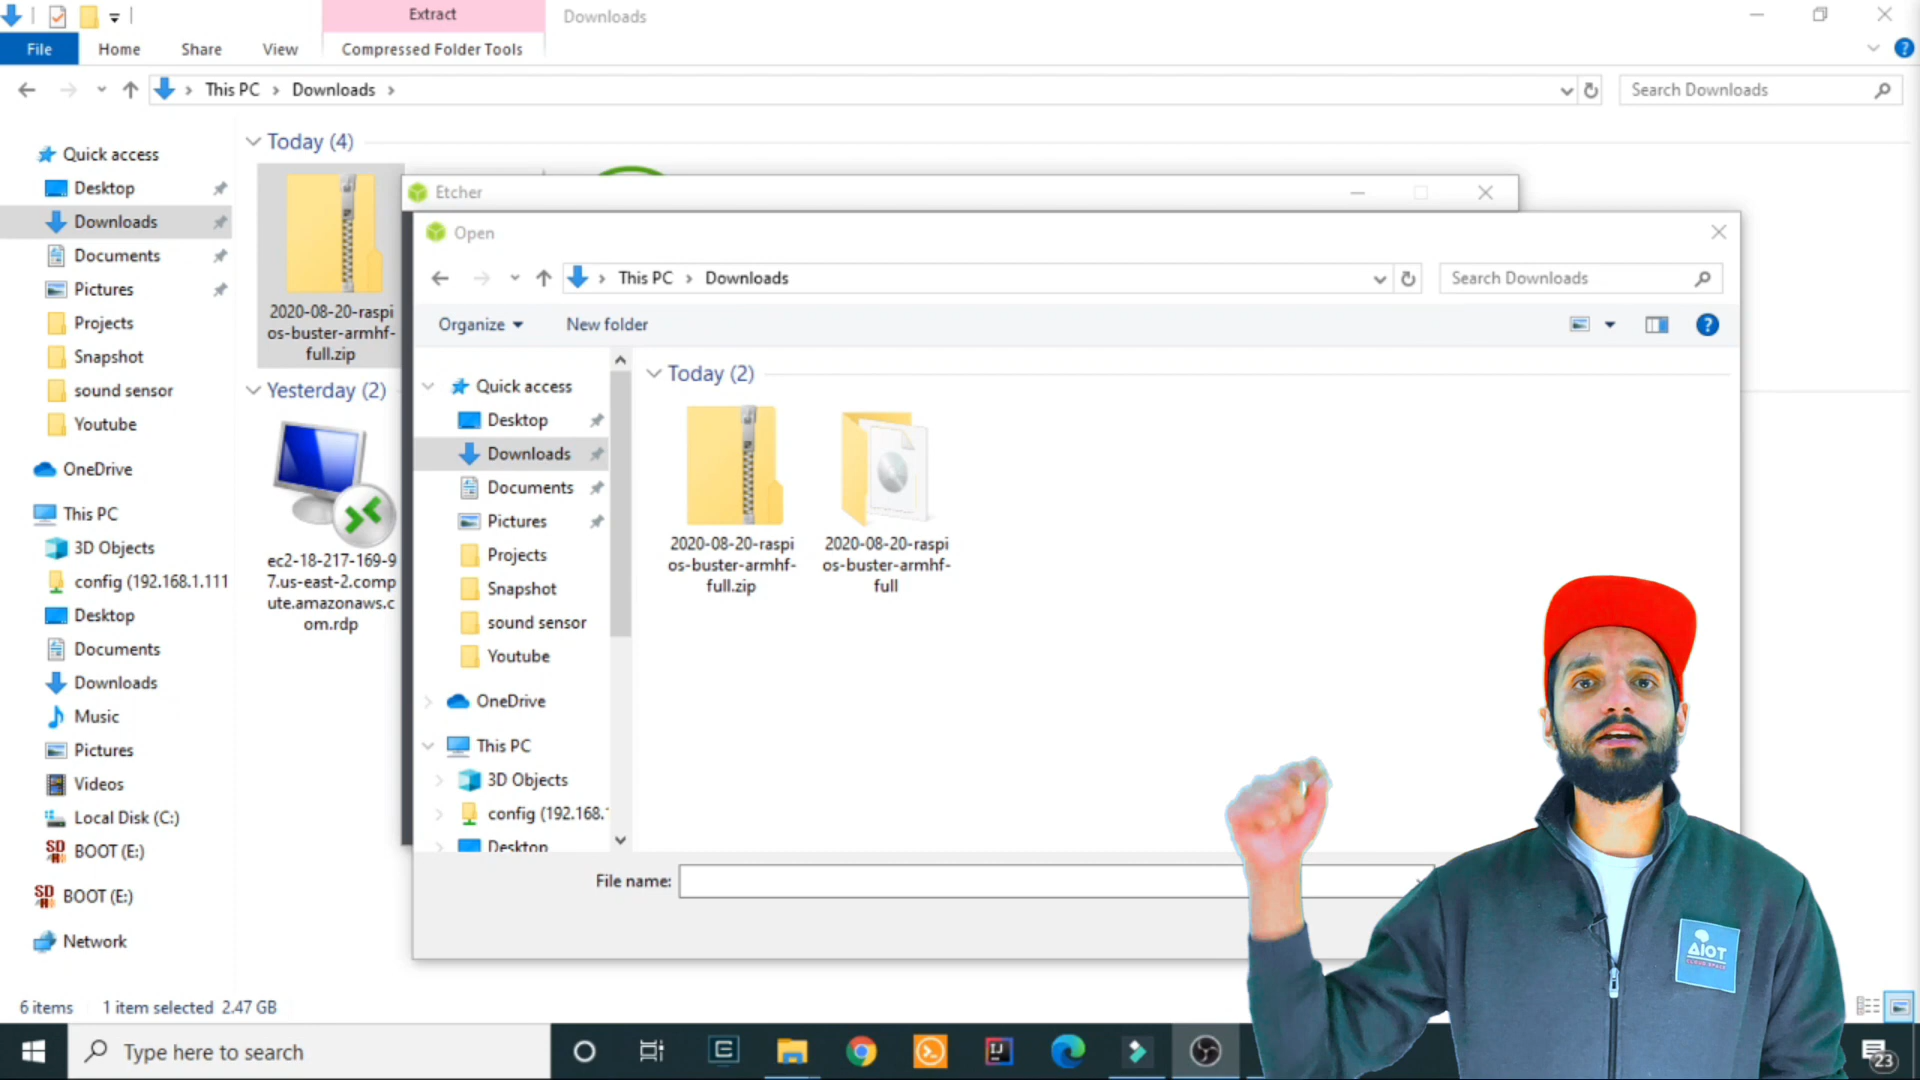 Extract
Downloads
File
Home
Share
View
Compressed Folder Tools
This PC
Downloads
Search Downloads
Quick access
Desktop
Downloads
Documents
Pictures
Projects
Snapshot
sound sensor
Youtube
OneDrive
This PC
3D Objects
config (192.168.1.111
Desktop
Documents
Downloads
Music
Pictures
Videos
Local Disk (C:)
BOOT (E:)
BOOT (E:)
Network
Today (4)
2020-08-20-raspi
os-buster-armhf-
full.zip
Yesterday (2)
ec2-18-217-169-9
7.us-east-2.comp
ute.amazonaws.c
om.rdp
Etcher
Open
This PC
Downloads
Search Downloads
Organize
New folder
Quick access
Desktop
Downloads
Documents
Pictures
Projects
Snapshot
sound sensor
Youtube
OneDrive
This PC
3D Objects
config (192.168.
Desktop
Today (2)
2020-08-20-raspi
os-buster-armhf-
full.zip
2020-08-20-raspi
os-buster-armhf-
full
File name:
AIOT
CLOUD SPACE
6 items
1 item selected 2.47 GB
Type here to search
23